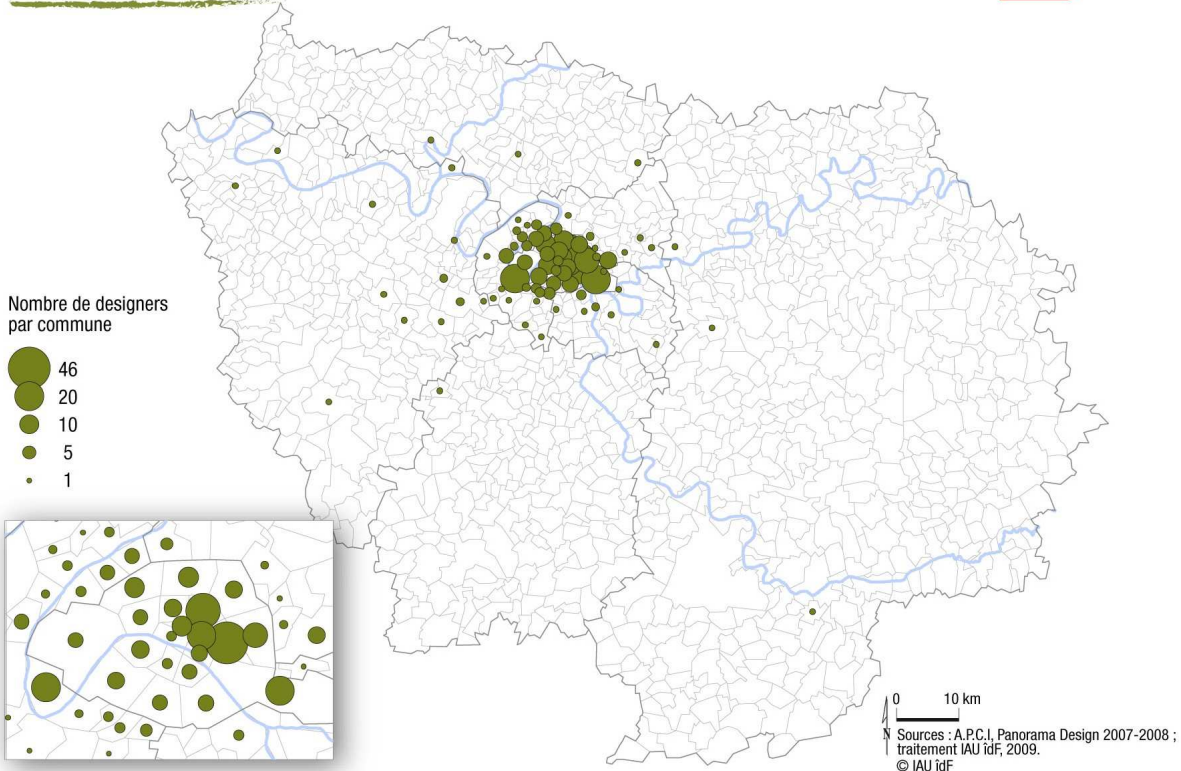 Nombre de designers
par commune
46
20
10
5
1
0 10 km
N Sources : A.P.C.I, Panorama Design 2007-2008 ;
traitement IAU îdF, 2009.
© IAU îdF